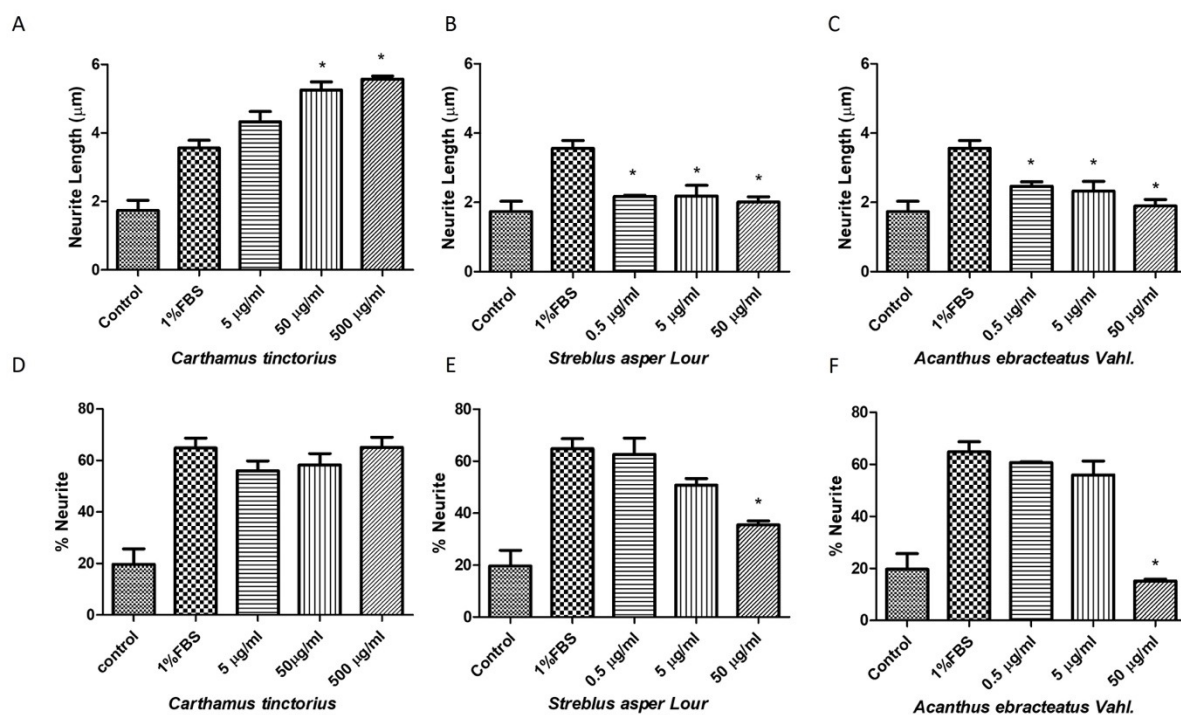 A
Neurite Length (μm)
6
4
2
0
*
*
Control
1%FBS
5 μg/ml
50 μg/ml
500 μg/ml
Carthamus tinctorius
B
Neurite Length (μm)
6
4
2
0
*
*
*
Control
1%FBS
0.5 μg/ml
5 μg/ml
50 μg/ml
Streblus asper Lour
C
Neurite Length (μm)
6
4
2
0
*
*
*
Control
1%FBS
0.5 μg/ml
5 μg/ml
50 μg/ml
Acanthus ebracteatus Vahl.
D
% Neurite
80
60
40
20
0
control
1%FBS
5 μg/ml
50μg/ml
500 μg/ml
Carthamus tinctorius
E
% Neurite
80
60
40
20
0
*
Control
1%FBS
0.5 μg/ml
5 μg/ml
50 μg/ml
Streblus asper Lour
F
% Neurite
80
60
40
20
0
*
Control
1%FBS
0.5 μg/ml
5 μg/ml
50 μg/ml
Acanthus ebracteatus Vahl.